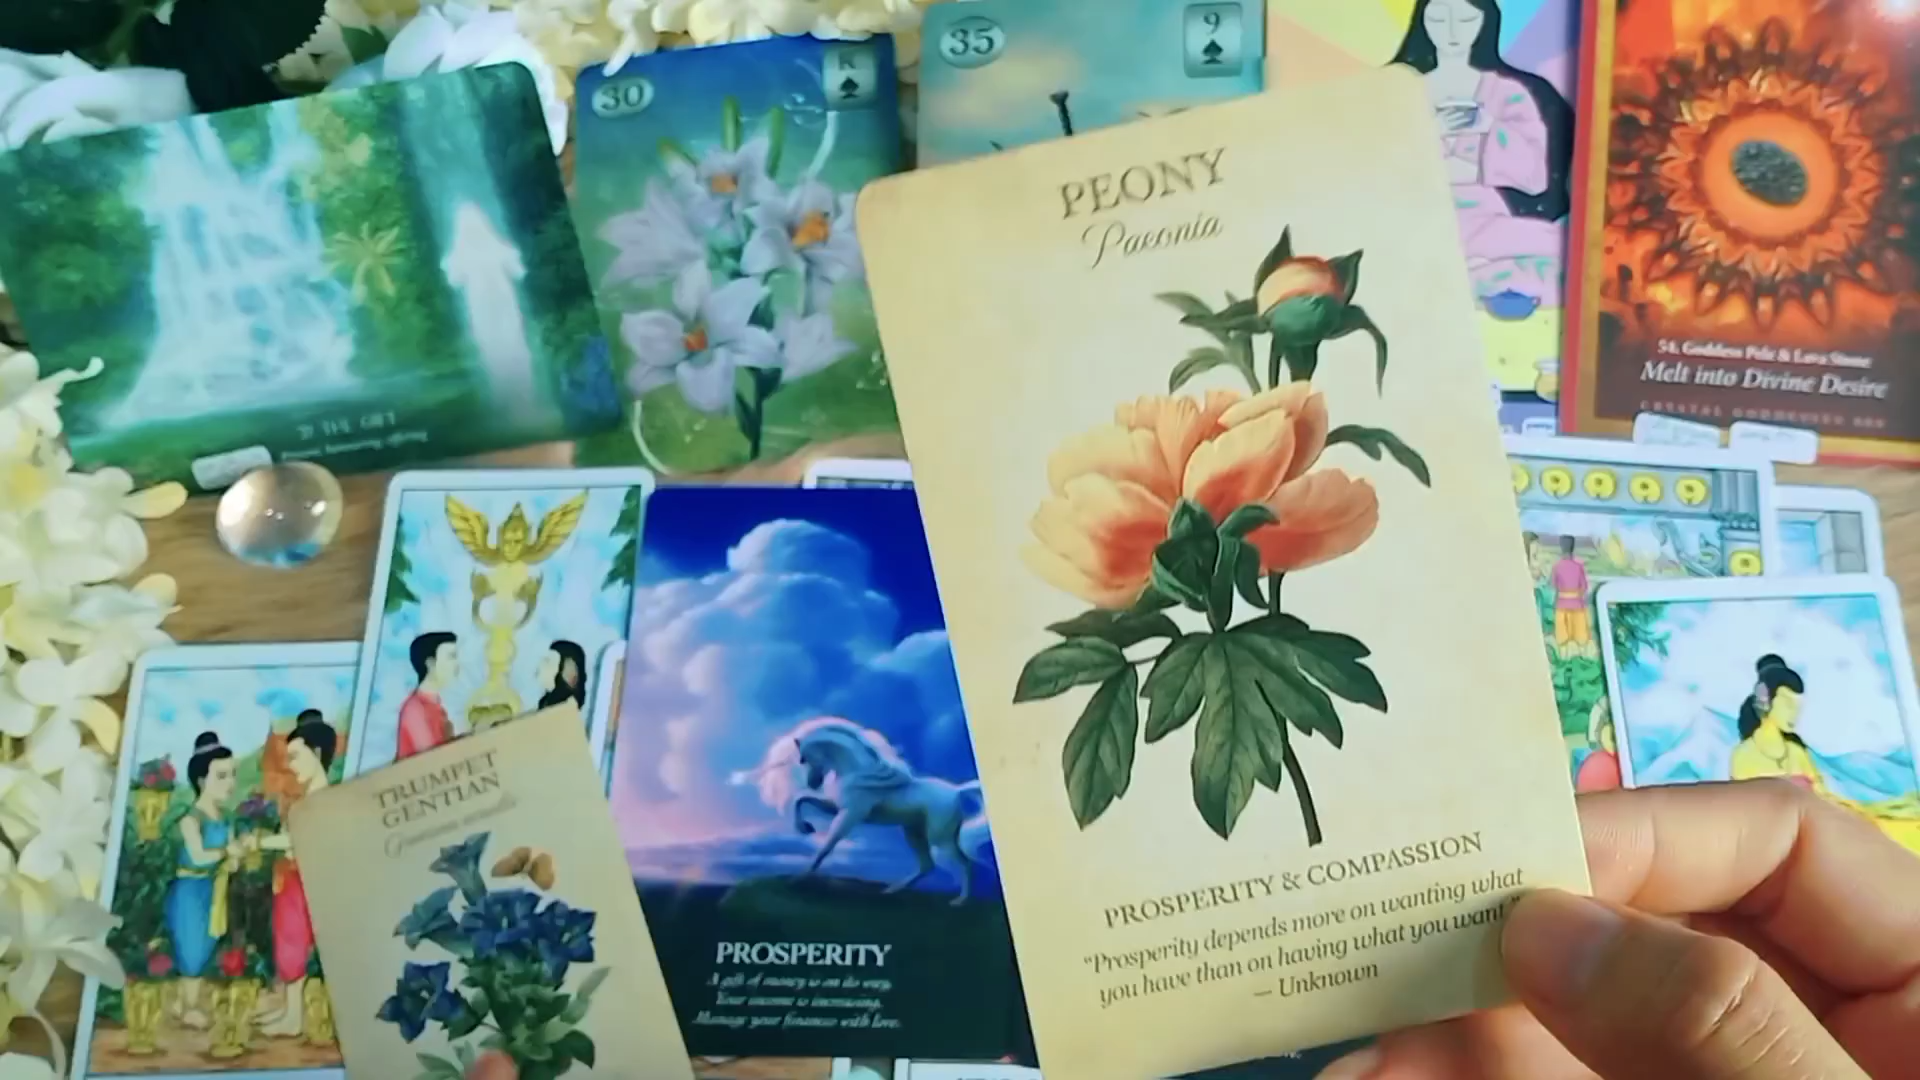 30
K
35
9
PEONY
Paeonia
54. Goddess Pele & Lava Stone
Melt into Divine Desire
TRUMPET
GENTIAN
PROSPERITY
A gift of money is on its way.
Your income is increasing.
Manage your finances with love.
PROSPERITY & COMPASSION
"Prosperity depends more on wanting what
you have than on having what you want."
— Unknown